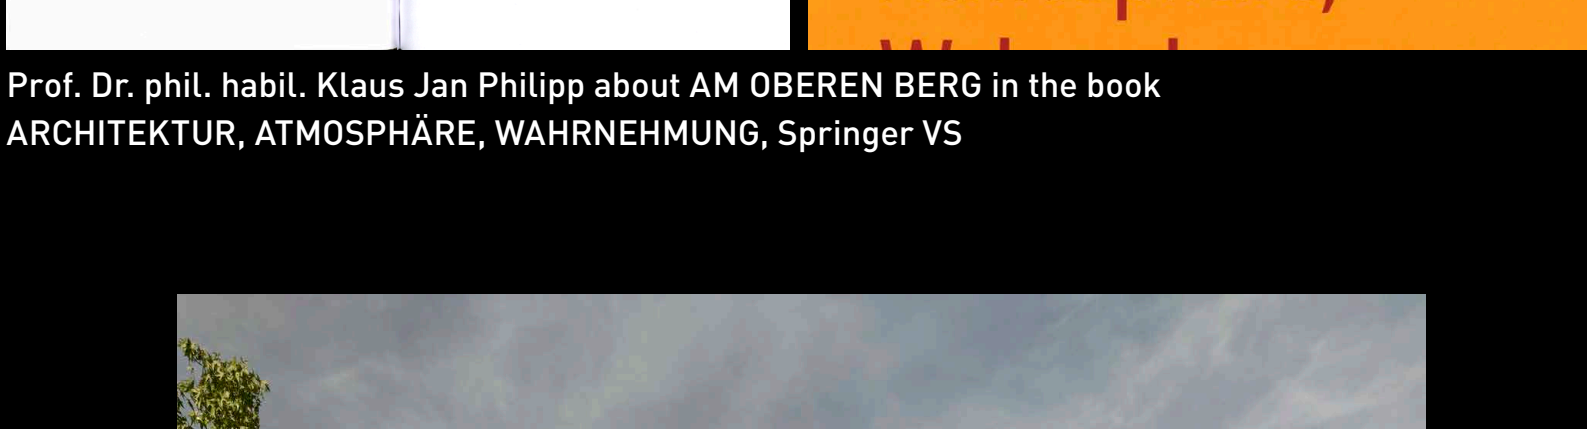 Prof. Dr. phil. habil. Klaus Jan Philipp about AM OBEREN BERG in the book
ARCHITEKTUR, ATMOSPHÄRE, WAHRNEHMUNG, Springer VS